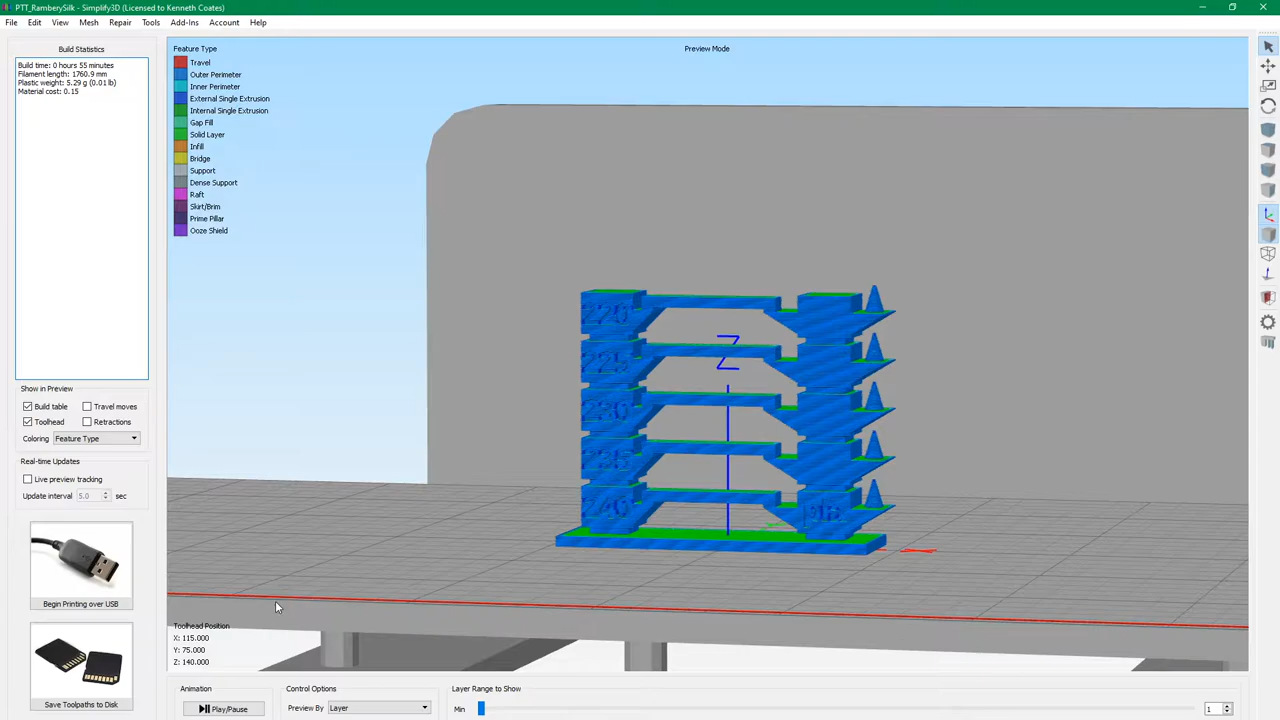 PTT_RamberySilk - Simplify3D (Licensed to Kenneth Coates)
File Edit View Mesh Repair Tools Add-Ins Account Help
Build Statistics
Build time: 0 hours 55 minutes
Filament length: 1760.9 mm
Plastic weight: 5.29 g (0.01 lb)
Material cost: 0.15
Show in Preview
Build table
Travel moves
Toolhead
Retractions
Coloring Feature Type
Real-time Updates
Live preview tracking
Update interval 5.0 sec
Begin Printing over USB
Save Toolpaths to Disk
Feature Type
Travel
Outer Perimeter
Inner Perimeter
External Single Extrusion
Internal Single Extrusion
Gap Fill
Solid Layer
Infill
Bridge
Support
Dense Support
Raft
Skirt/Brim
Prime Pillar
Ooze Shield
Preview Mode
220
225
230
235
240
Z
Toolhead Position
X: 115.000
Y: 75.000
Z: 140.000
Animation
Play/Pause
Control Options
Preview By Layer
Layer Range to Show
Min 1